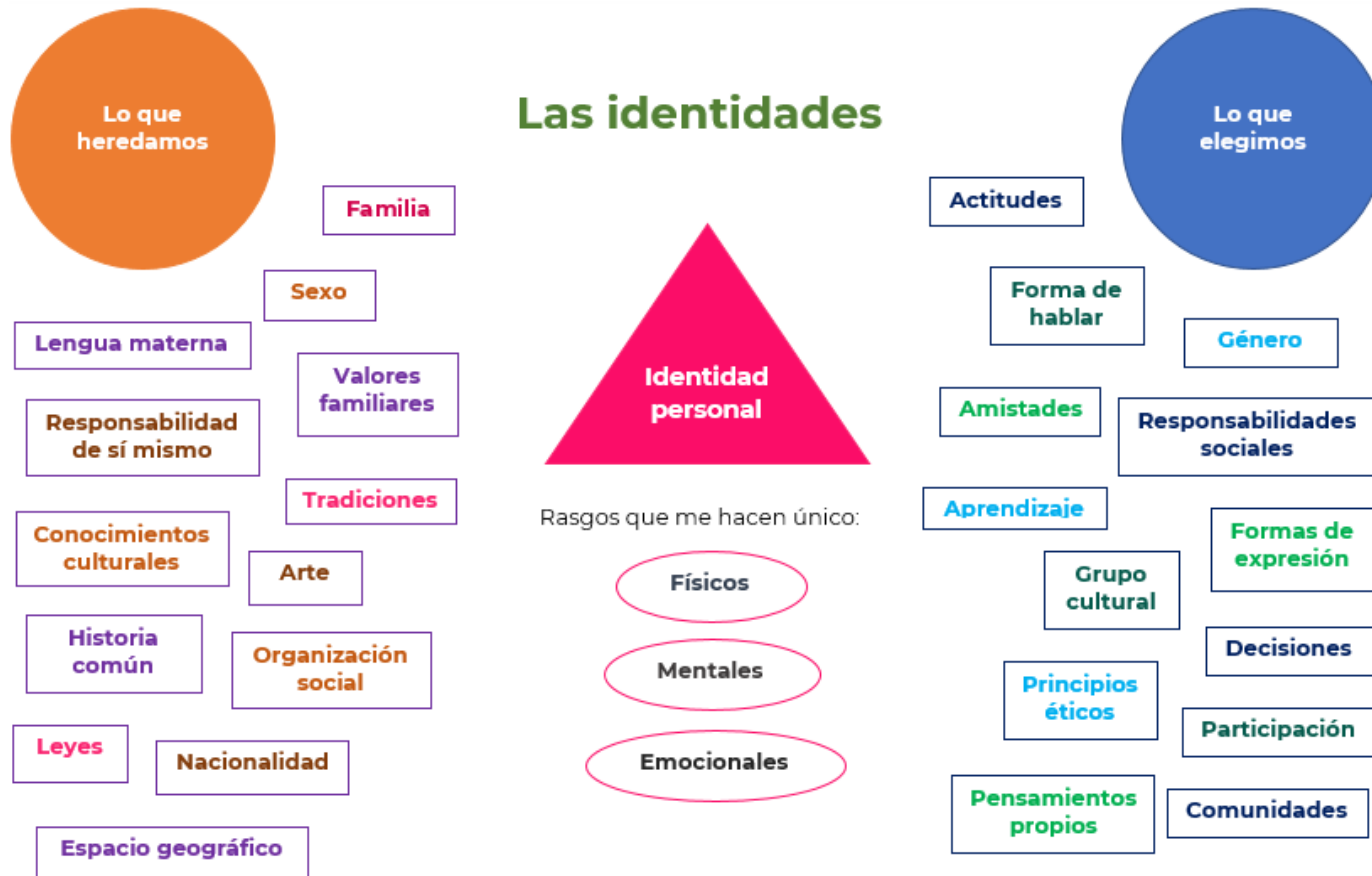 Las identidades
Lo que
heredamos
Familia
Sexo
Lengua materna
Valores
familiares
Responsabilidad
de sí mismo
Tradiciones
Conocimientos
culturales
Arte
Historia
común
Organización
social
Leyes
Nacionalidad
Espacio geográfico
Identidad
personal
Rasgos que me hacen único:
Físicos
Mentales
Emocionales
Lo que
elegimos
Actitudes
Forma de
hablar
Género
Amistades
Responsabilidades
sociales
Aprendizaje
Formas de
expresión
Grupo
cultural
Decisiones
Principios
éticos
Participación
Pensamientos
propios
Comunidades